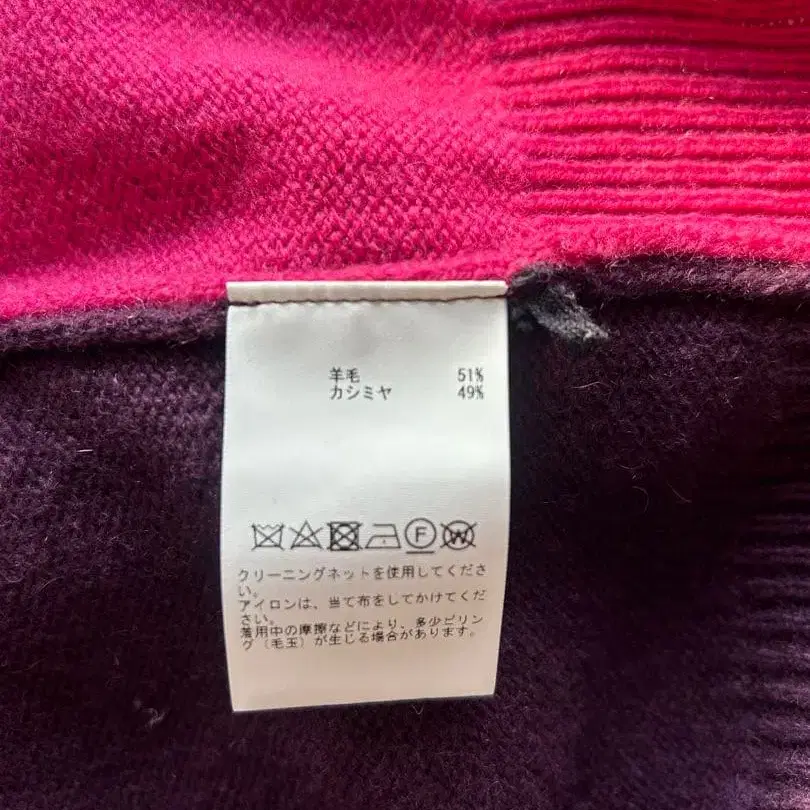 羊毛 51%
カシミヤ 49%
F W
クリーニングネットを使用してくださ
い。
アイロンは、当て布をしてかけてくだ
さい。
着用中の摩擦などにより、多少ピリン
グ（毛玉）が生じる場合があります。